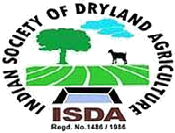 INDIAN SOCIETY OF DRYLAND AGRICULTURE
ISDA
Regd. No.1486 / 1986